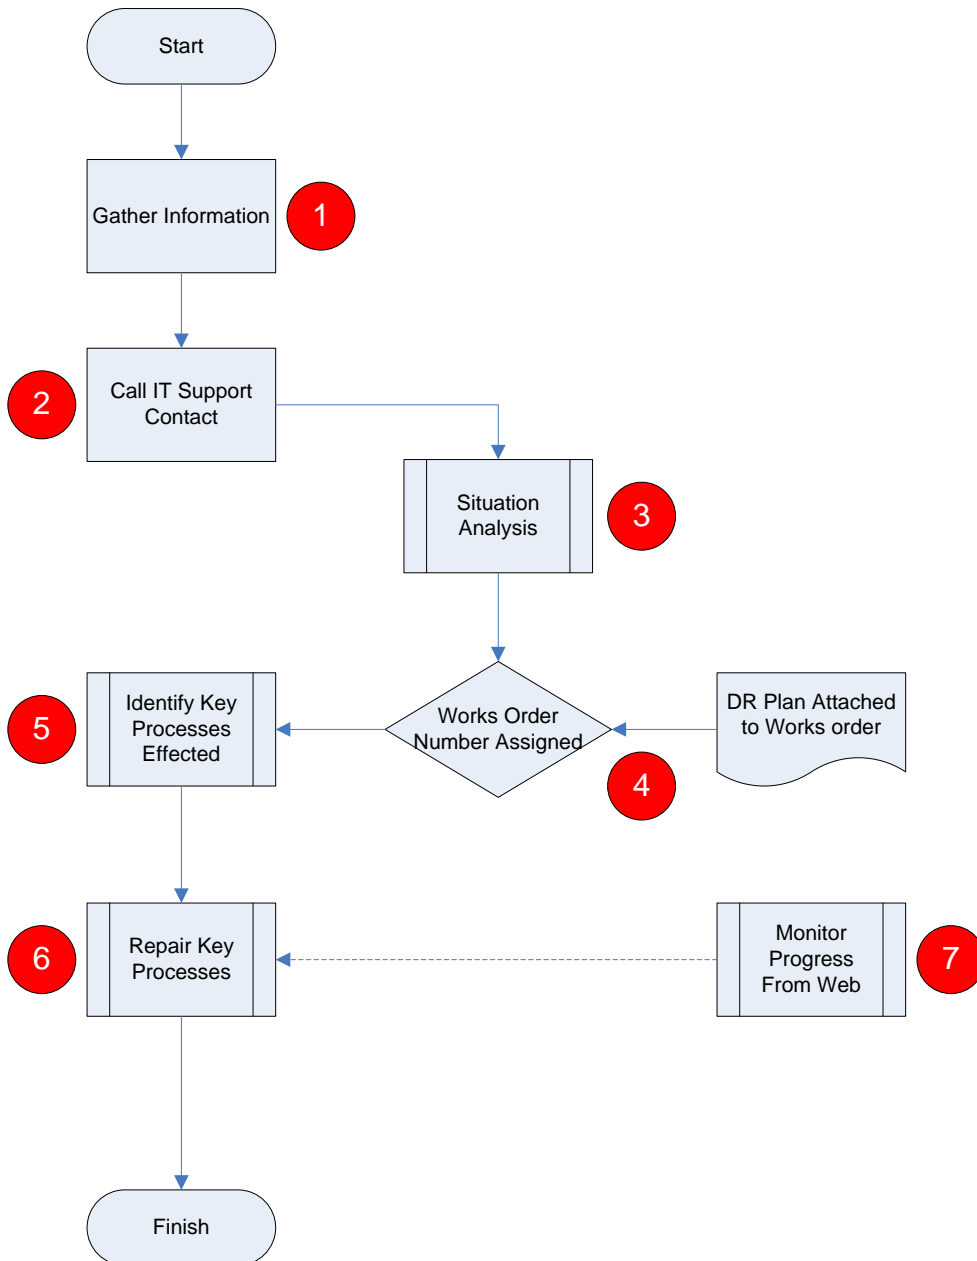 Start
Gather Information
1
2
Call IT Support
Contact
Situation
Analysis
3
5
Identify Key
Processes
Effected
Works Order
Number Assigned
4
DR Plan Attached
to Works order
6
Repair Key
Processes
Monitor
Progress
From Web
7
Finish